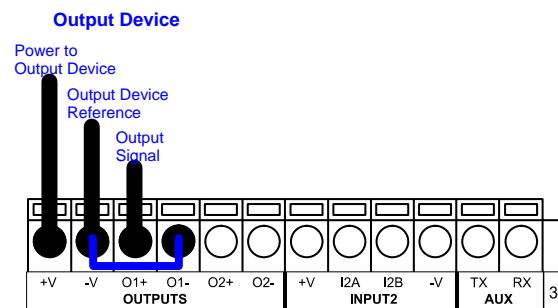 Output Device
Power to
Output Device
Output Device
Reference
Output
Signal
+V -V O1+ O1- O2+ O2- +V I2A I2B -V TX RX
OUTPUTS INPUT2 AUX
3